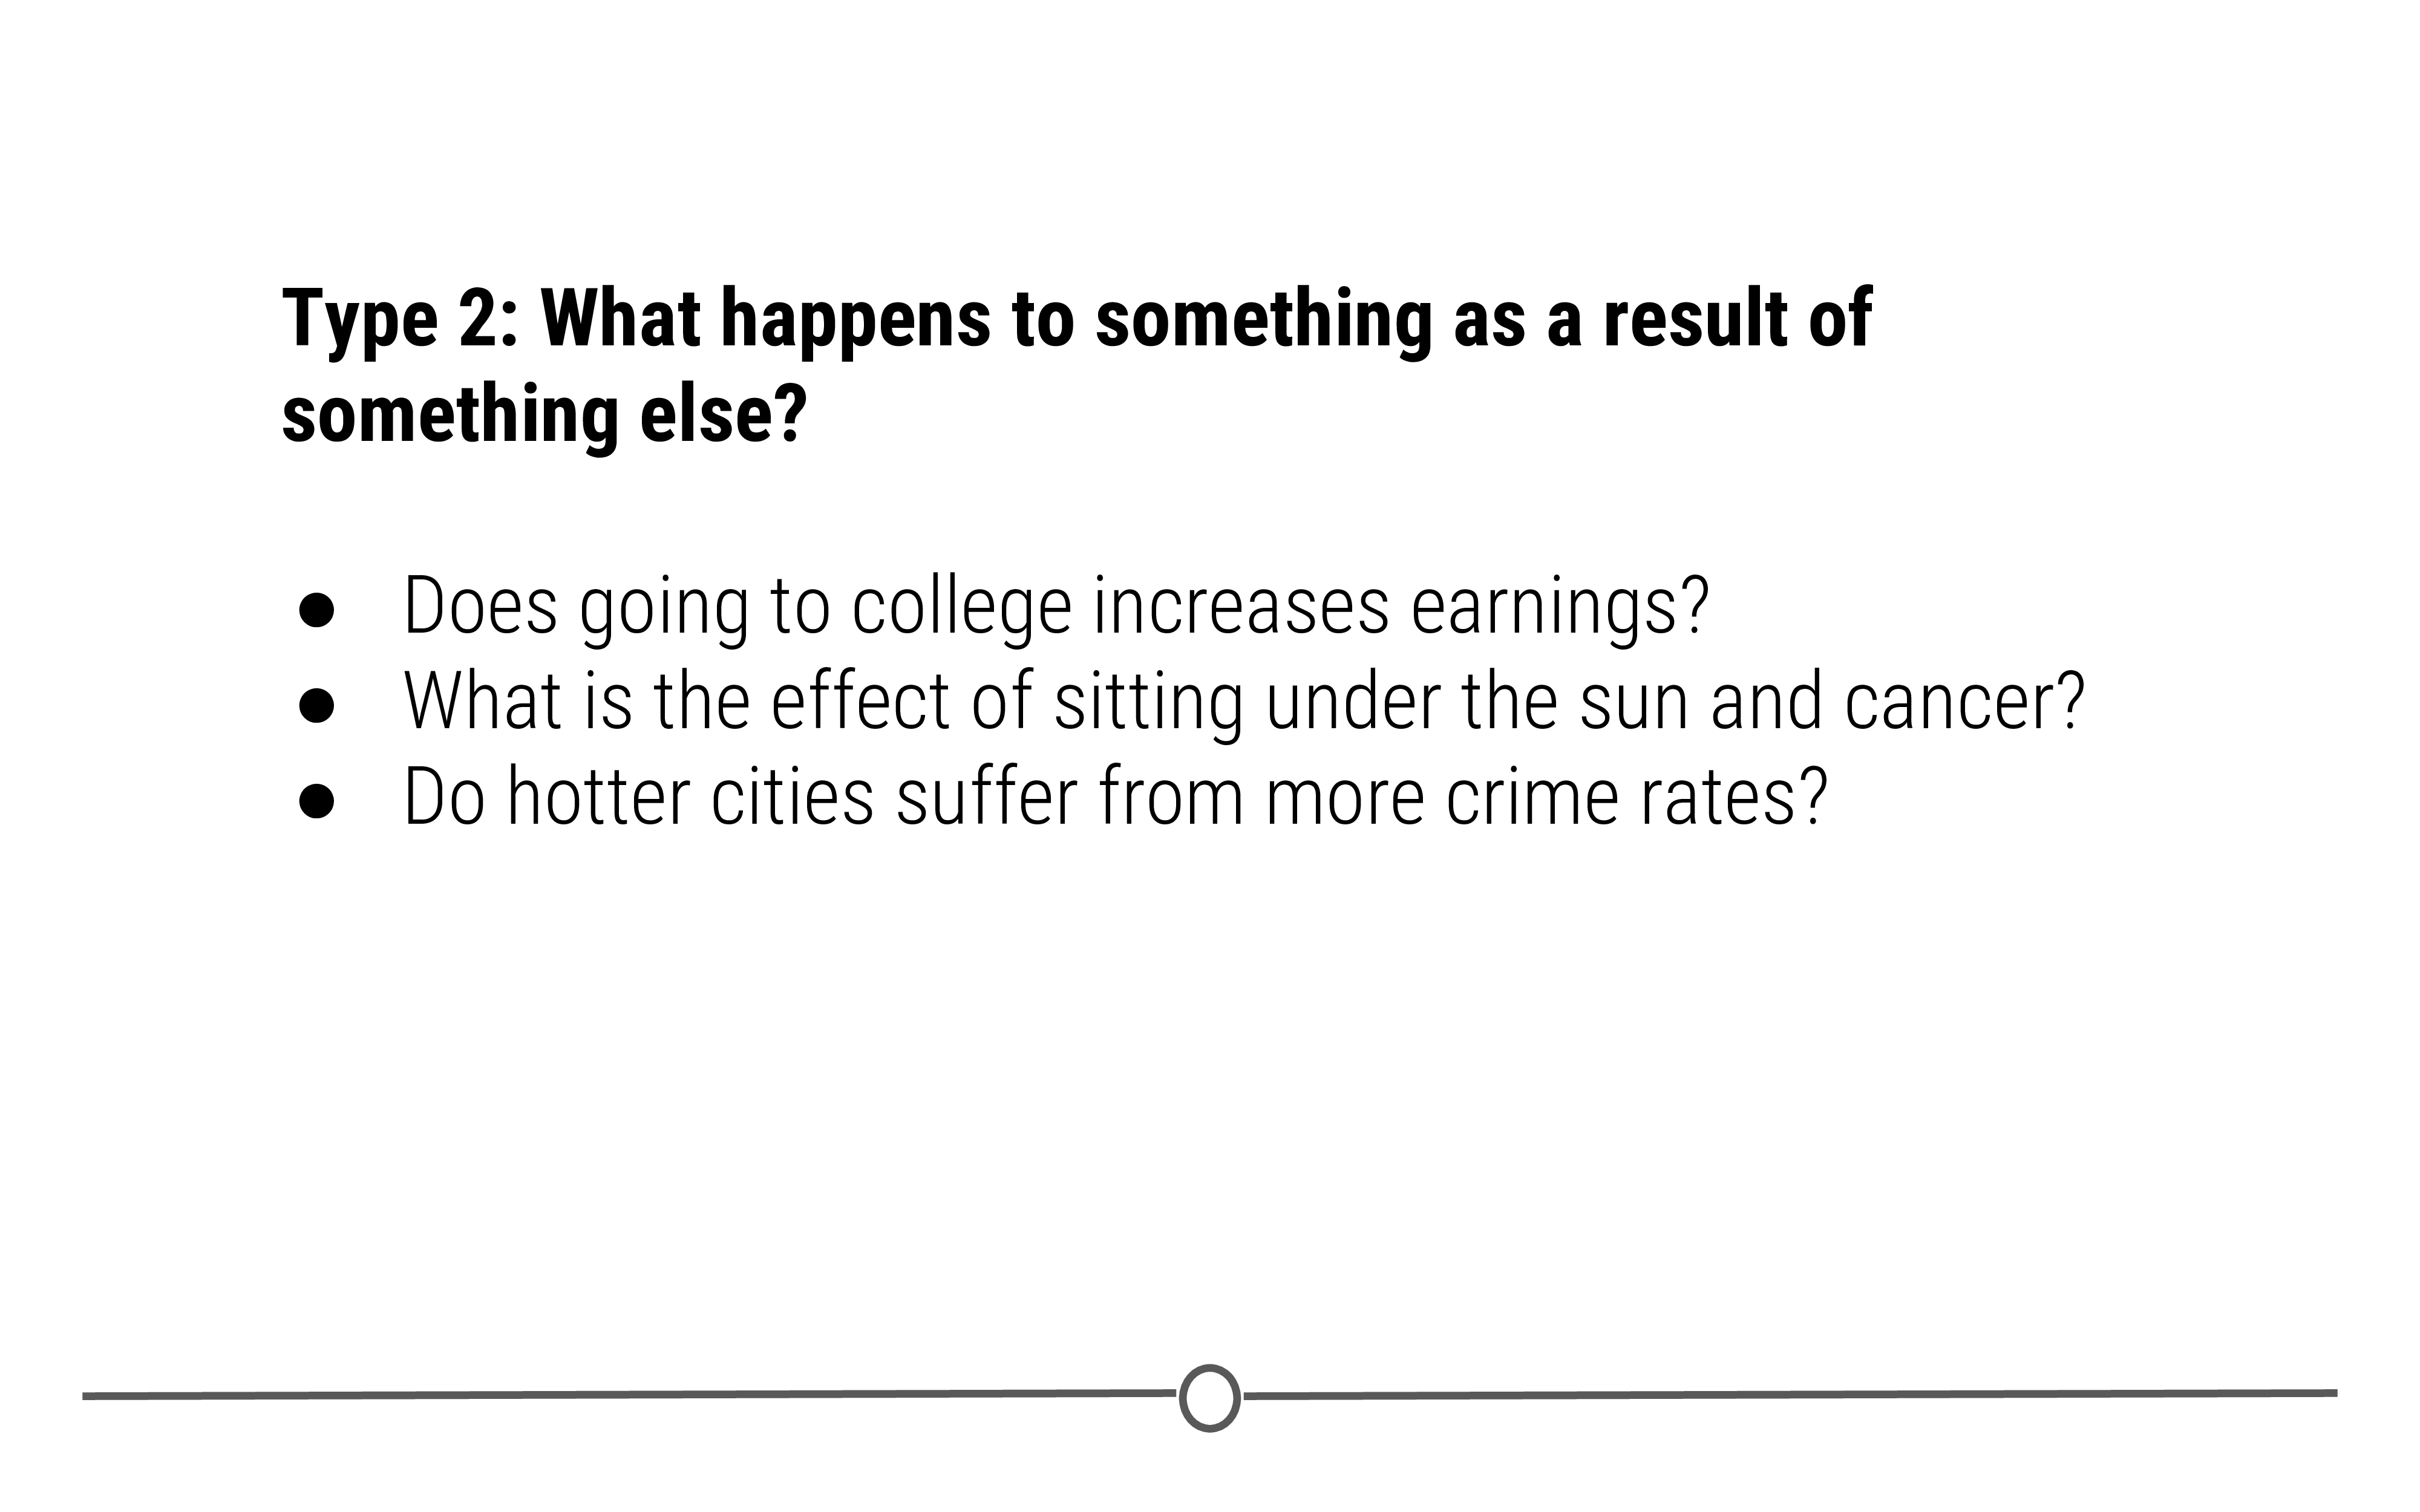 Type 2: What happens to something as a result of
something else?
● Does going to college increases earnings?
● What is the effect of sitting under the sun and cancer?
● Do hotter cities suffer from more crime rates?